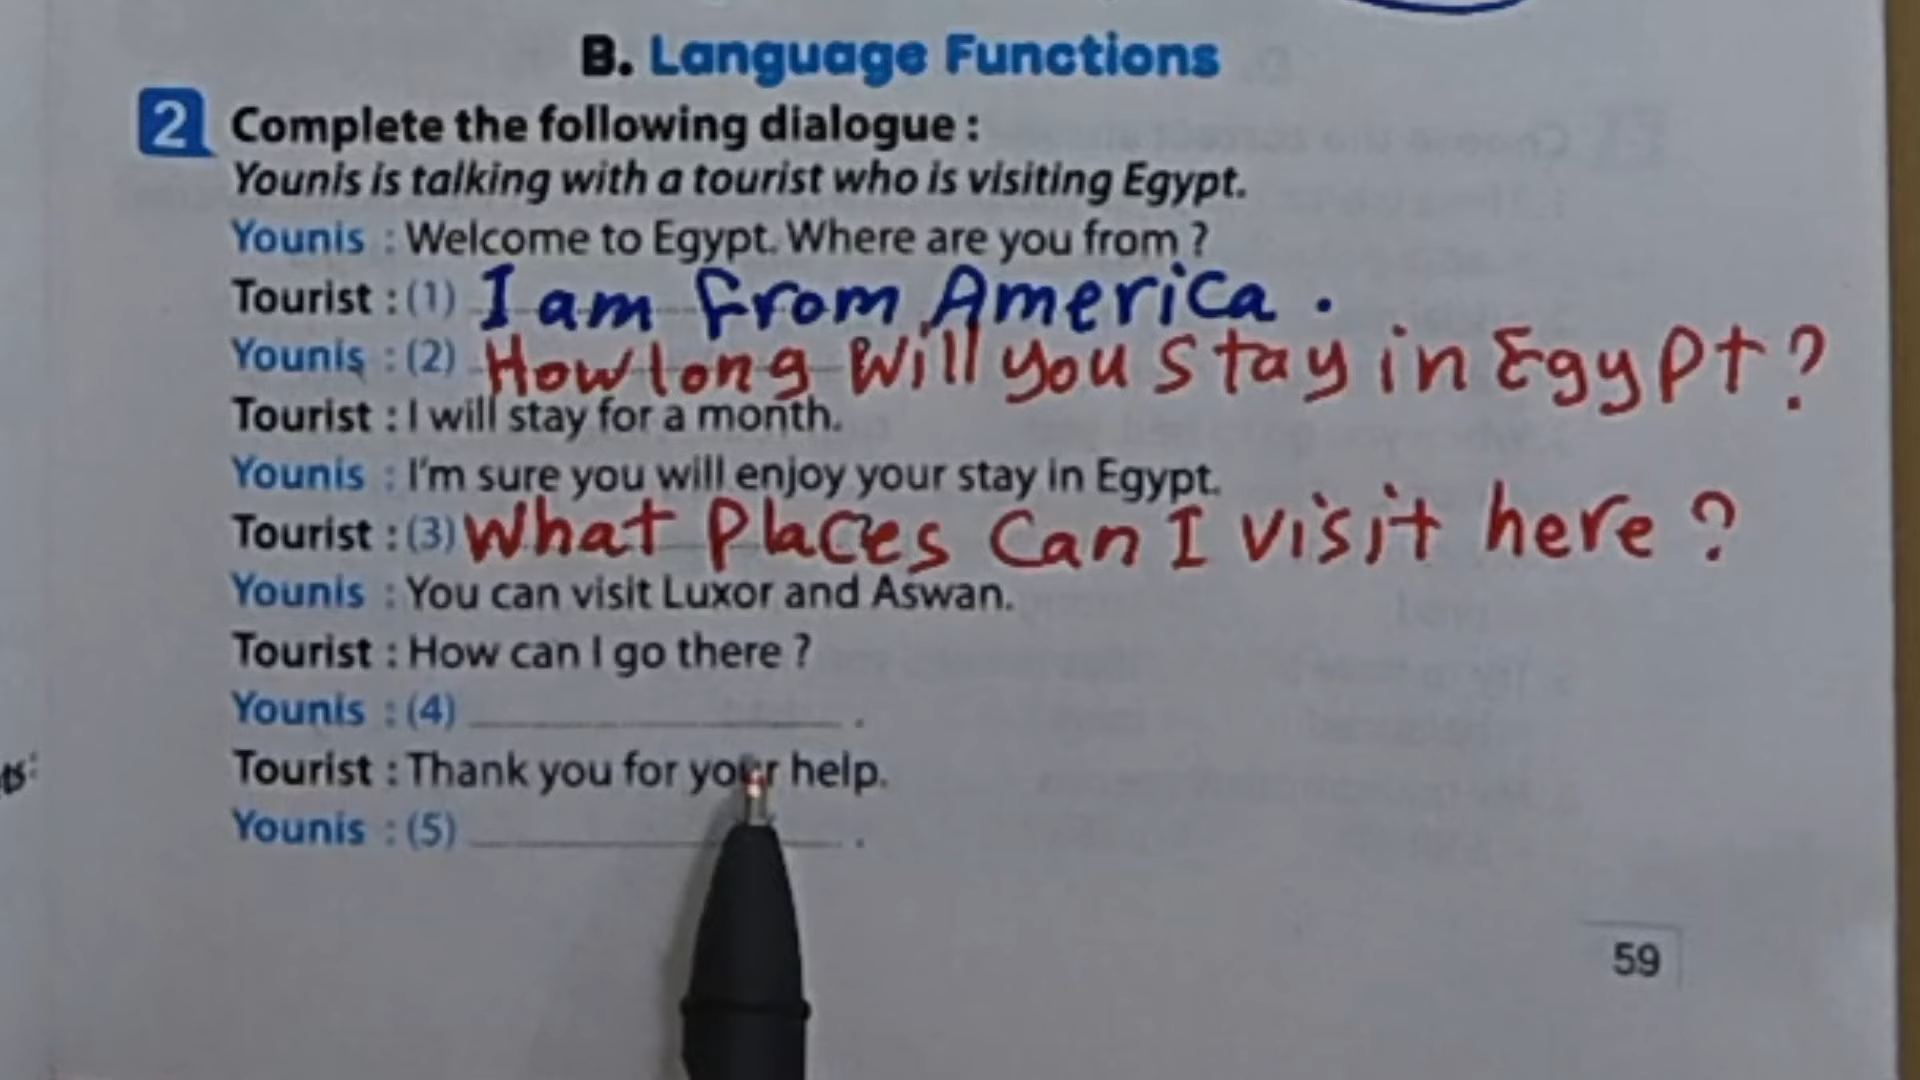 B. Language Functions
2 Complete the following dialogue :
Younis is talking with a tourist who is visiting Egypt.
Younis : Welcome to Egypt. Where are you from ?
Tourist : (1) I am from America .
Younis : (2) How long Will you stay in Egypt ?
Tourist : I will stay for a month.
Younis : I'm sure you will enjoy your stay in Egypt.
Tourist : (3) What Places Can I visit here ?
Younis : You can visit Luxor and Aswan.
Tourist : How can I go there ?
Younis : (4) .
Tourist : Thank you for your help.
Younis : (5) .
59